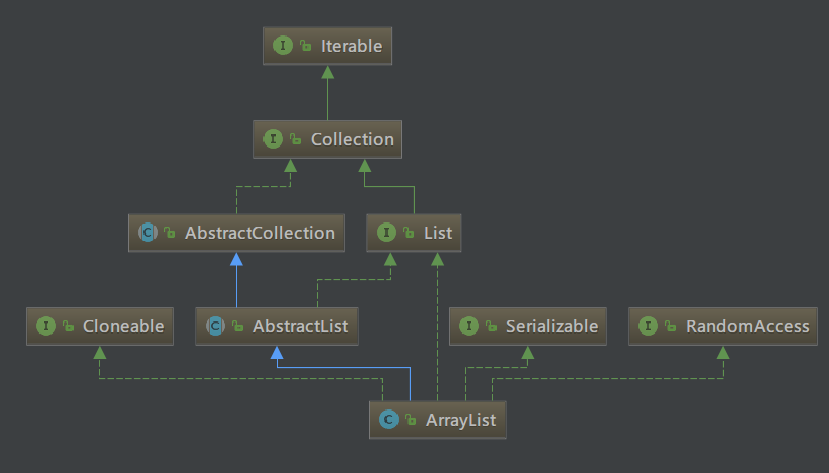 I Iterable
I Collection
C AbstractCollection
I List
I Cloneable
C AbstractList
I Serializable
I RandomAccess
C ArrayList